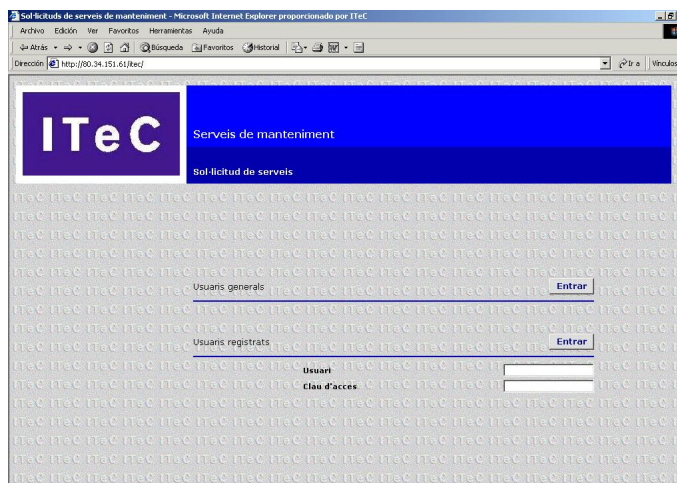 Sol·licituds de serveis de manteniment - Microsoft Internet Explorer proporcionado por ITeC
Archivo Edición Ver Favoritos Herramientas Ayuda
Atrás Búsqueda Favoritos Historial
Dirección http://80.34.151.61/itec/ Ir a Vínculos
ITeC
Serveis de manteniment
Sol·licitud de serveis
Usuaris generals Entrar
Usuaris registrats Entrar
Usuari
Clau d'accés